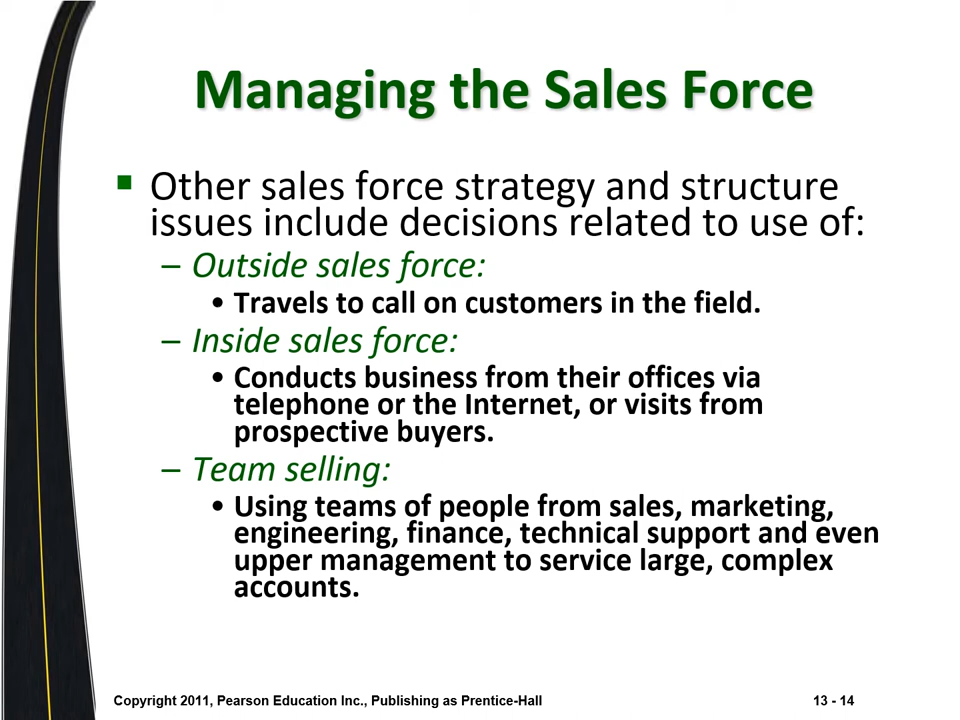 Managing the Sales Force
▪ Other sales force strategy and structure
issues include decisions related to use of:
– Outside sales force:
• Travels to call on customers in the field.
– Inside sales force:
• Conducts business from their offices via
telephone or the Internet, or visits from
prospective buyers.
– Team selling:
• Using teams of people from sales, marketing,
engineering, finance, technical support and even
upper management to service large, complex
accounts.
Copyright 2011, Pearson Education Inc., Publishing as Prentice-Hall
13 - 14